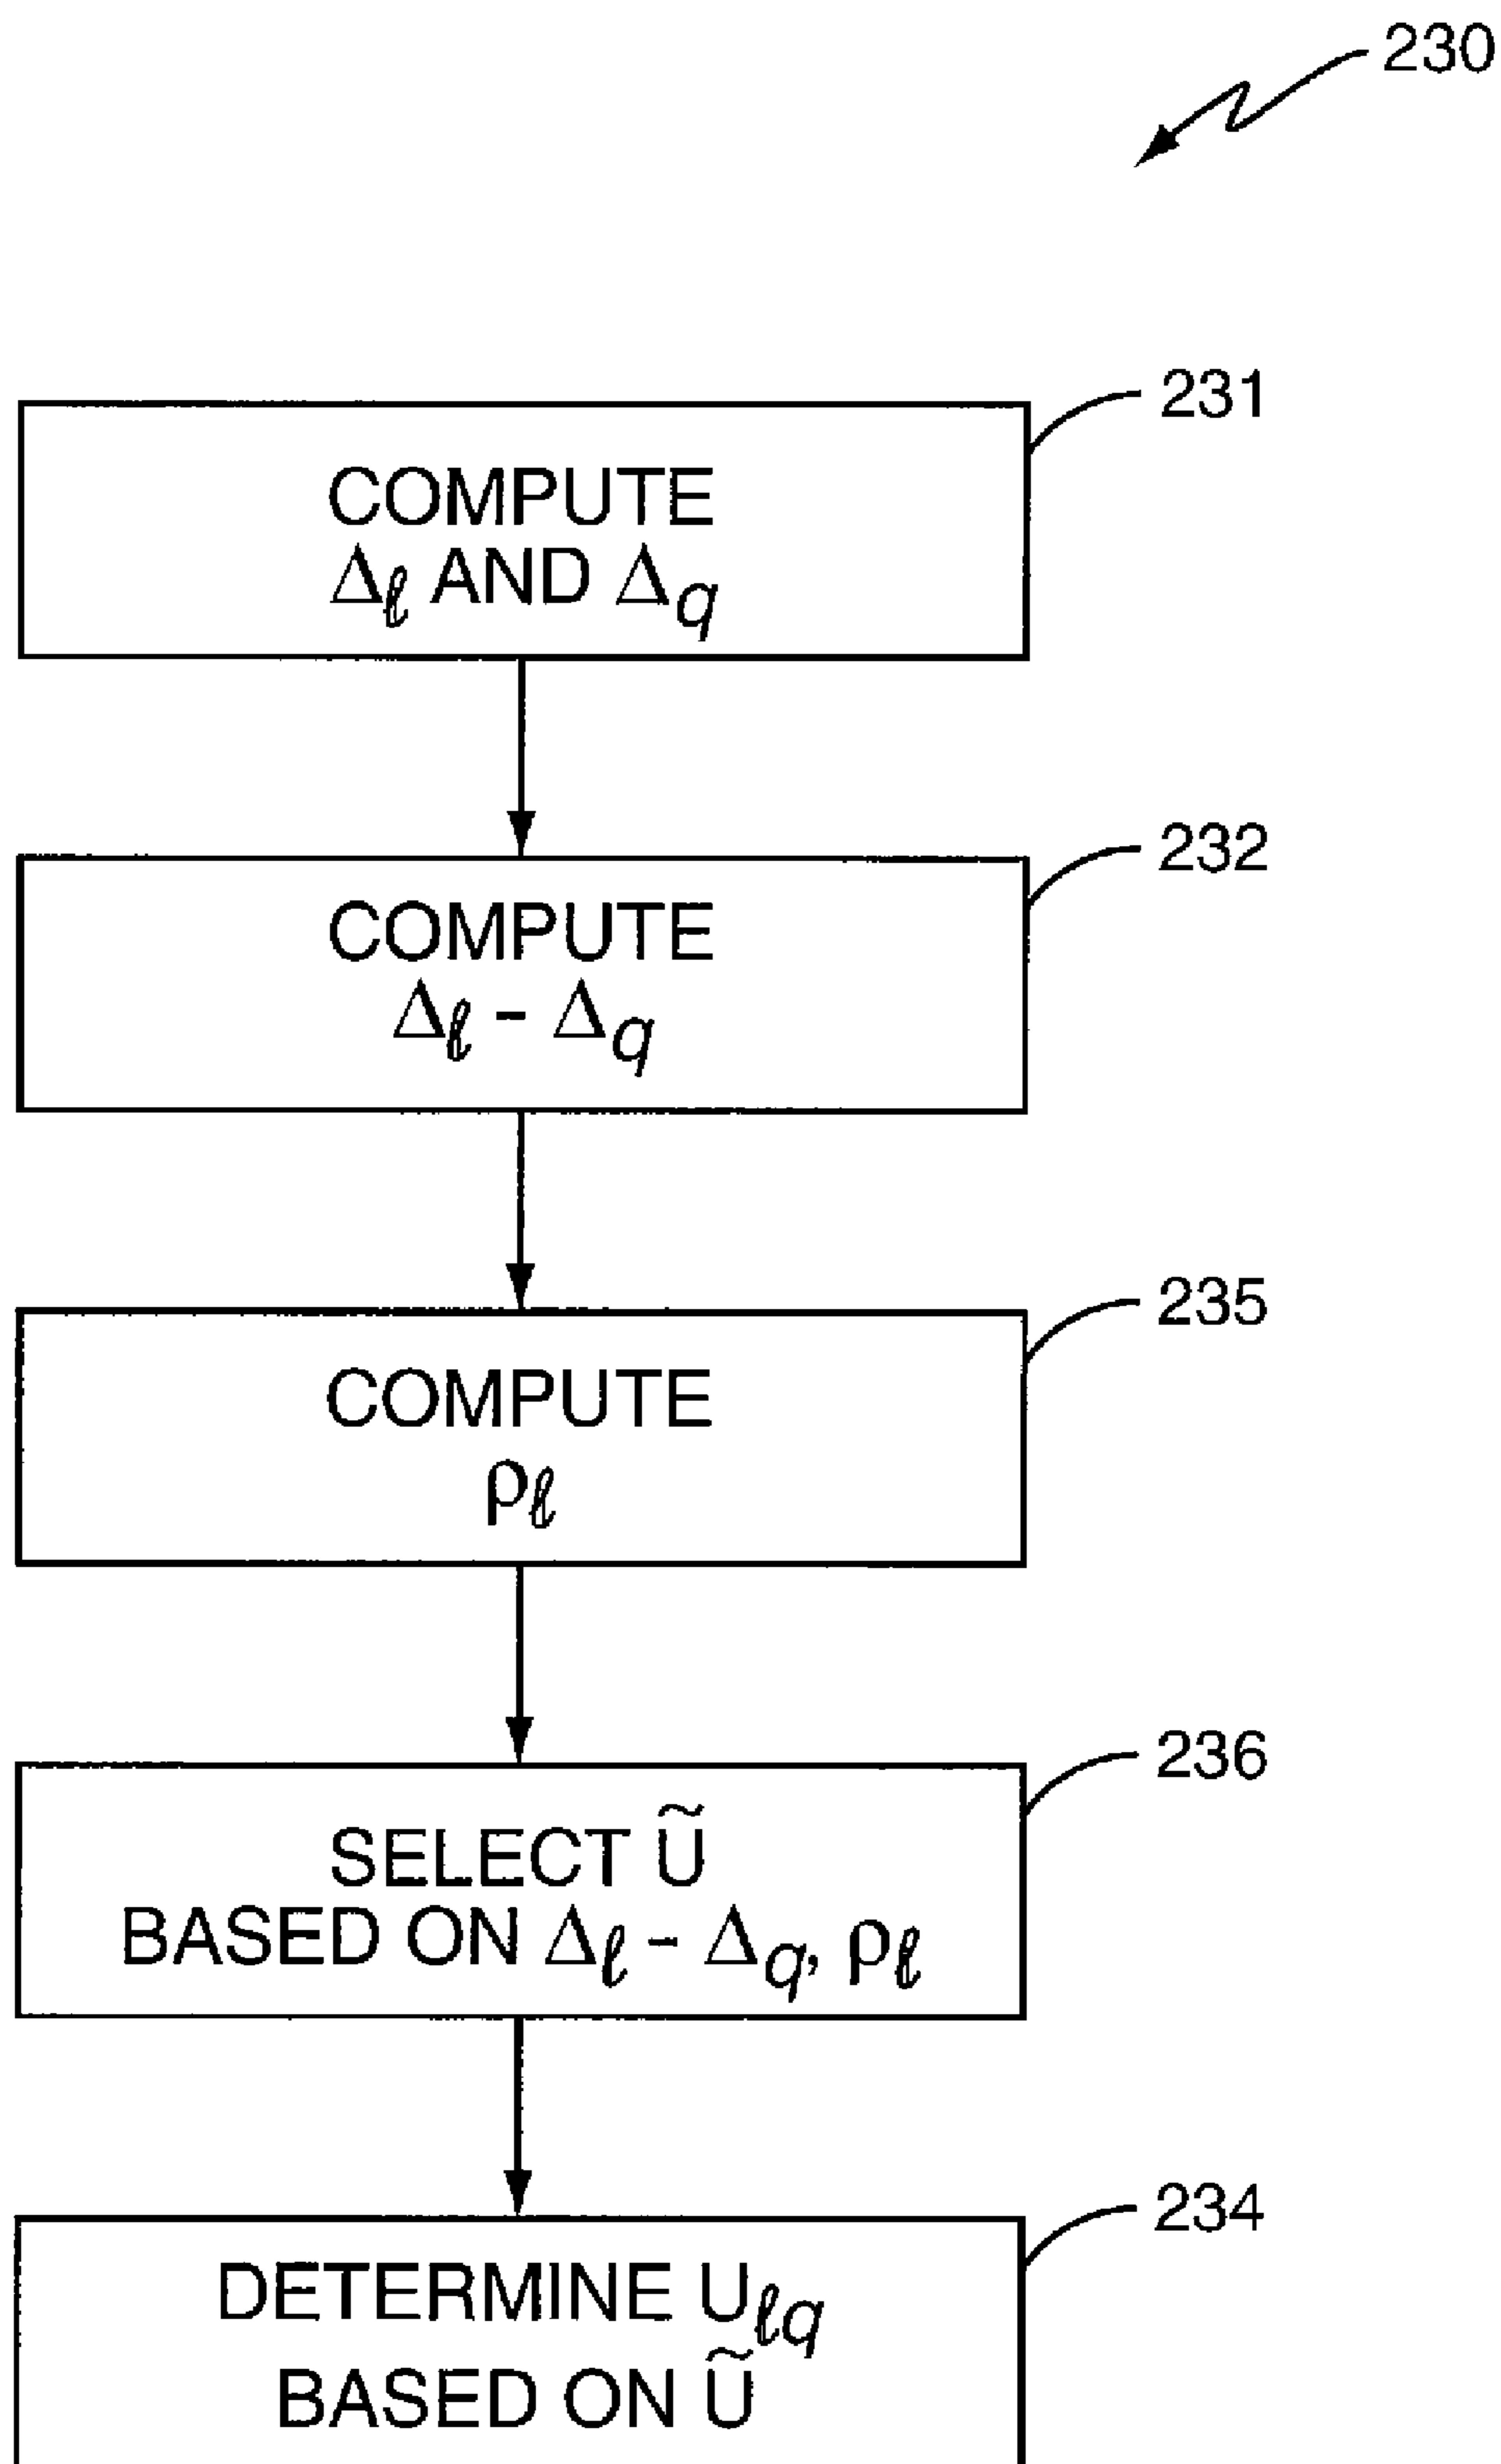 230
231
COMPUTE
Δℓ AND Δq
232
COMPUTE
Δℓ - Δq
235
COMPUTE
ρℓ
236
SELECT Ũ
BASED ON Δℓ - Δq, ρℓ
234
DETERMINE Uℓq
BASED ON Ũ